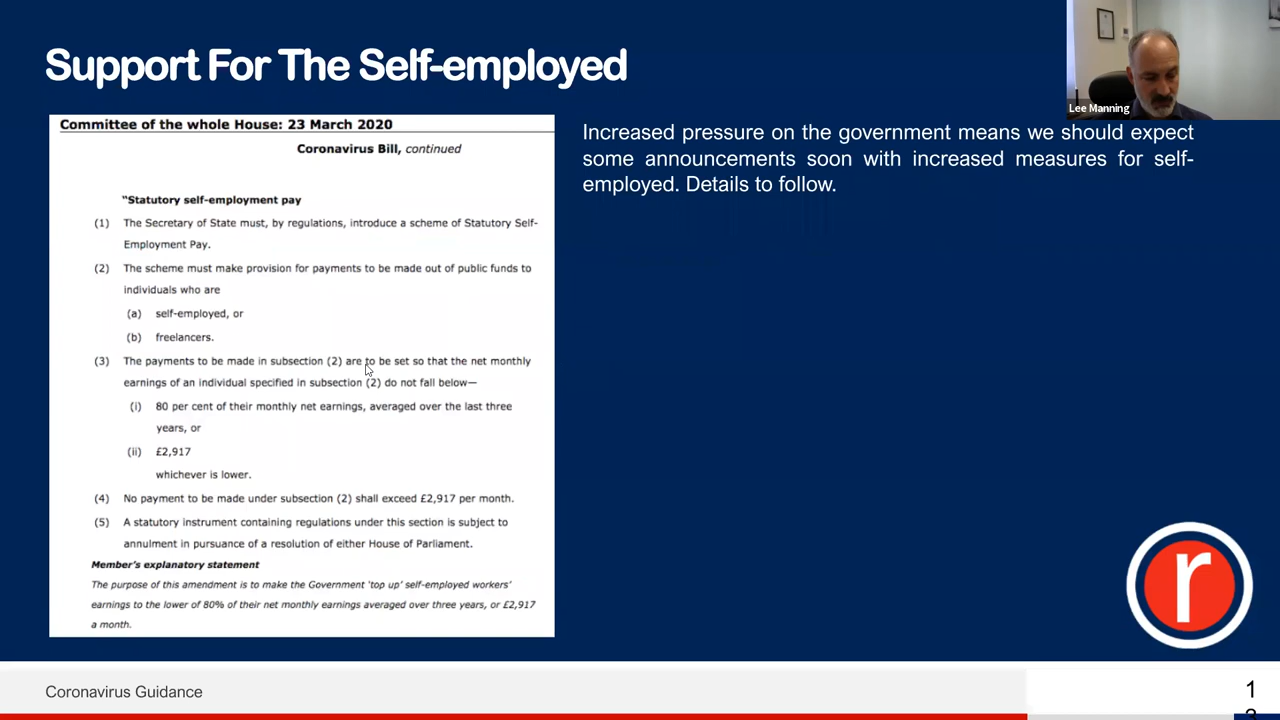 Support For The Self-employed
Lee Manning
Committee of the whole House: 23 March 2020
Coronavirus Bill, continued
"Statutory self-employment pay
(1) The Secretary of State must, by regulations, introduce a scheme of Statutory Self-
Employment Pay.
(2) The scheme must make provision for payments to be made out of public funds to
individuals who are
(a) self-employed, or
(b) freelancers.
(3) The payments to be made in subsection (2) are to be set so that the net monthly
earnings of an individual specified in subsection (2) do not fall below—
(i) 80 per cent of their monthly net earnings, averaged over the last three
years, or
(ii) £2,917
whichever is lower.
(4) No payment to be made under subsection (2) shall exceed £2,917 per month.
(5) A statutory instrument containing regulations under this section is subject to
annulment in pursuance of a resolution of either House of Parliament.
Member's explanatory statement
The purpose of this amendment is to make the Government 'top up' self-employed workers'
earnings to the lower of 80% of their net monthly earnings averaged over three years, or £2,917
a month.
Increased pressure on the government means we should expect
some announcements soon with increased measures for self-
employed. Details to follow.
r
Coronavirus Guidance
1
3